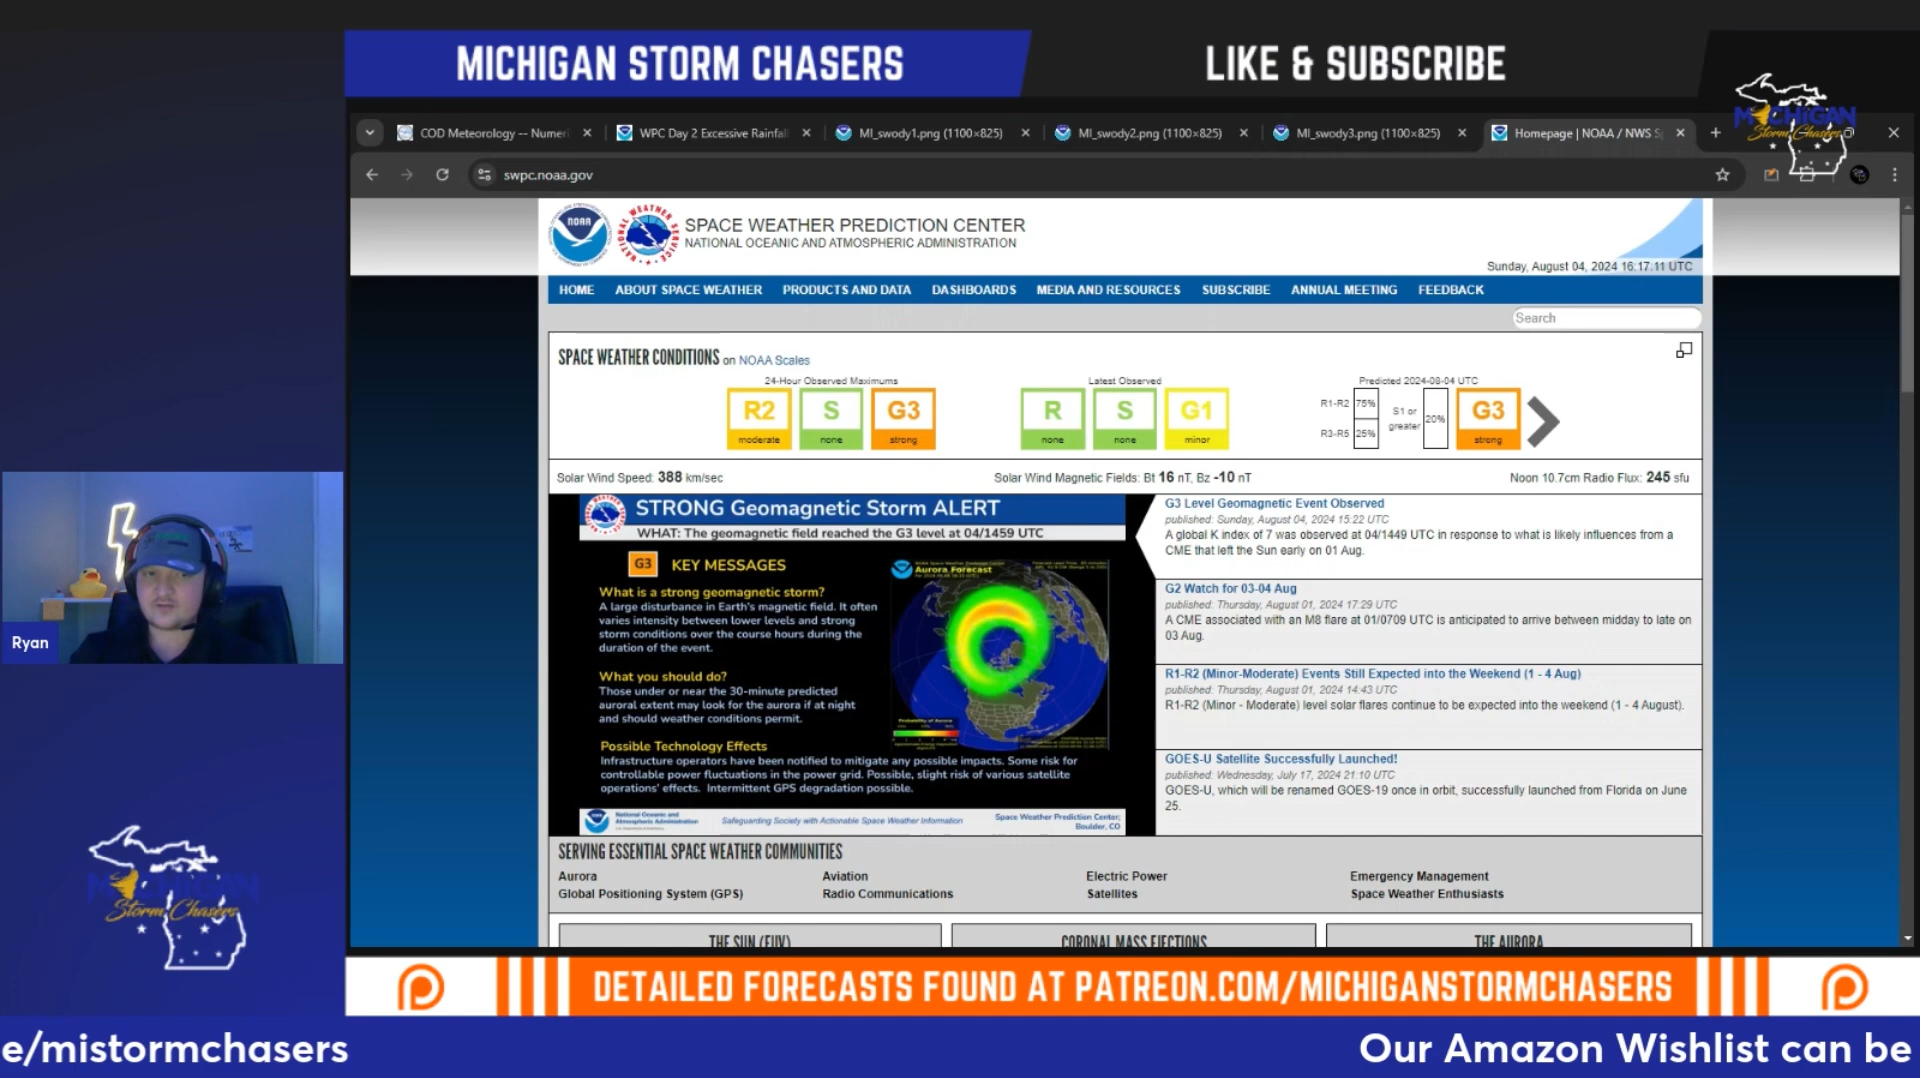 MICHIGAN STORM CHASERS
LIKE & SUBSCRIBE
MICHIGAN
Storm Chasers
COD Meteorology -- Numeri
WPC Day 2 Excessive Rainfall
MI_swody1.png (1100×825)
MI_swody2.png (1100×825)
MI_swody3.png (1100×825)
Homepage | NOAA / NWS Sp
swpc.noaa.gov
NOAA
SPACE WEATHER PREDICTION CENTER
NATIONAL OCEANIC AND ATMOSPHERIC ADMINISTRATION
Sunday, August 04, 2024 16:17:11 UTC
HOME ABOUT SPACE WEATHER PRODUCTS AND DATA DASHBOARDS MEDIA AND RESOURCES SUBSCRIBE ANNUAL MEETING FEEDBACK
Search
SPACE WEATHER CONDITIONS on NOAA Scales
24-Hour Observed Maximums
R2 moderate
S none
G3 strong
Latest Observed
R none
S none
G1 minor
Predicted 2024-08-04 UTC
R1-R2 75%
R3-R5 25%
S1 or greater 20%
G3 strong
Solar Wind Speed: 388 km/sec
Solar Wind Magnetic Fields: Bt 16 nT, Bz -10 nT
Noon 10.7cm Radio Flux: 245 sfu
STRONG Geomagnetic Storm ALERT
WHAT: The geomagnetic field reached the G3 level at 04/1459 UTC
G3 KEY MESSAGES
What is a strong geomagnetic storm?
A large disturbance in Earth's magnetic field. It often
varies intensity between lower levels and strong
storm conditions over the course hours during the
duration of the event.
What you should do?
Those under or near the 30-minute predicted
auroral extent may look for the aurora if at night
and should weather conditions permit.
Aurora Forecast
Probability of Aurora
Possible Technology Effects
Infrastructure operators have been notified to mitigate any possible impacts. Some risk for
controllable power fluctuations in the power grid. Possible, slight risk of various satellite
operations' effects. Intermittent GPS degradation possible.
National Oceanic and
Atmospheric Administration
Safeguarding Society with Actionable Space Weather Information
Space Weather Prediction Center;
Boulder, CO
G3 Level Geomagnetic Event Observed
published: Sunday, August 04, 2024 15:22 UTC
A global K index of 7 was observed at 04/1449 UTC in response to what is likely influences from a
CME that left the Sun early on 01 Aug.
G2 Watch for 03-04 Aug
published: Thursday, August 01, 2024 17:29 UTC
A CME associated with an M8 flare at 01/0709 UTC is anticipated to arrive between midday to late on
03 Aug.
R1-R2 (Minor-Moderate) Events Still Expected into the Weekend (1 - 4 Aug)
published: Thursday, August 01, 2024 14:43 UTC
R1-R2 (Minor - Moderate) level solar flares continue to be expected into the weekend (1 - 4 August).
GOES-U Satellite Successfully Launched!
published: Wednesday, July 17, 2024 21:10 UTC
GOES-U, which will be renamed GOES-19 once in orbit, successfully launched from Florida on June
25.
SERVING ESSENTIAL SPACE WEATHER COMMUNITIES
Aurora Aviation Electric Power Emergency Management
Global Positioning System (GPS) Radio Communications Satellites Space Weather Enthusiasts
THE SUN (EUV) CORONAL MASS EJECTIONS THE AURORA
Ryan
MICHIGAN
Storm Chasers
DETAILED FORECASTS FOUND AT PATREON.COM/MICHIGANSTORMCHASERS
e/mistormchasers
Our Amazon Wishlist can be